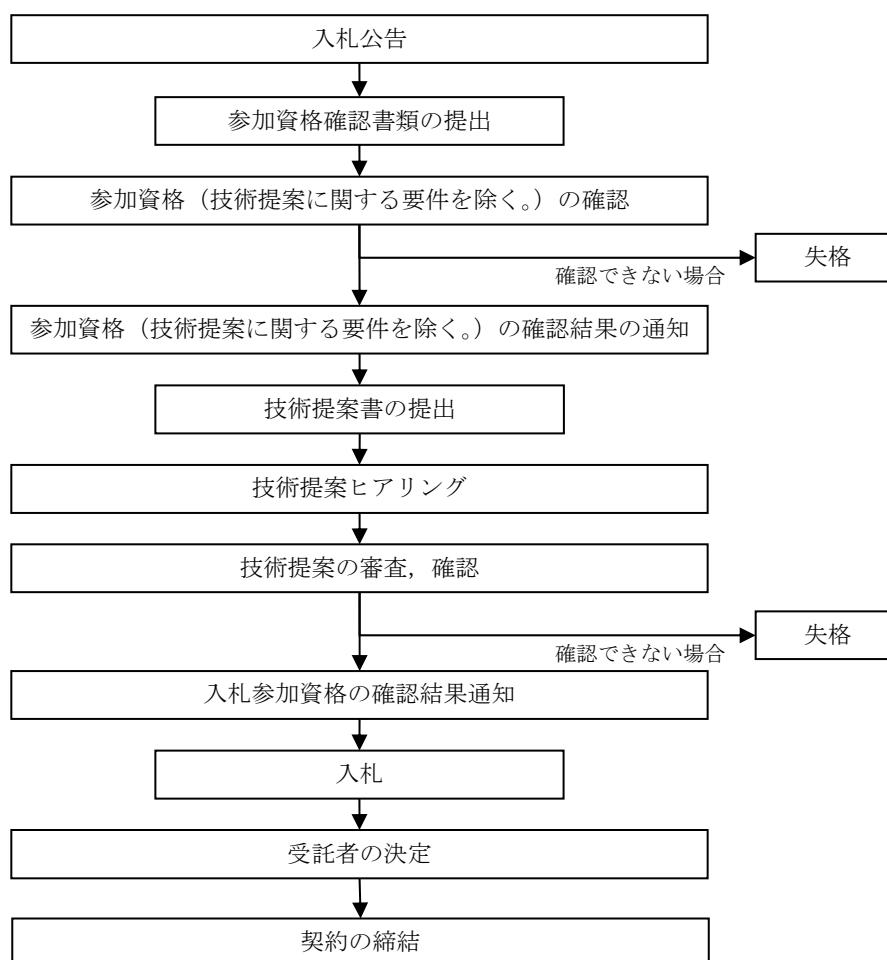 入札公告
参加資格確認書類の提出
参加資格（技術提案に関する要件を除く。）の確認
失格
確認できない場合
参加資格（技術提案に関する要件を除く。）の確認結果の通知
技術提案書の提出
技術提案ヒアリング
技術提案の審査，確認
失格
確認できない場合
入札参加資格の確認結果通知
入札
受託者の決定
契約の締結